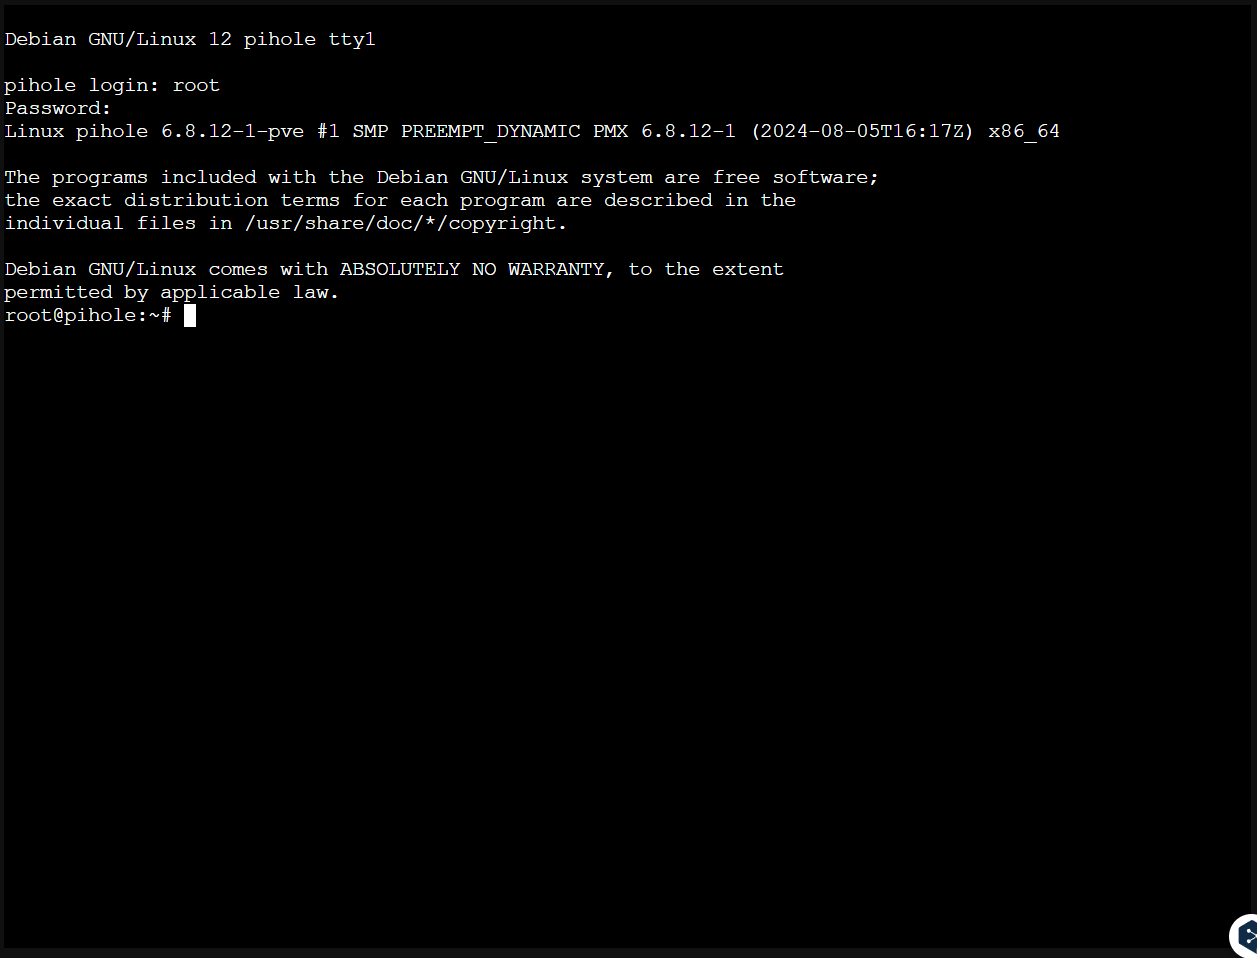 Debian GNU/Linux 12 pihole tty1
pihole login: root
Password:
Linux pihole 6.8.12-1-pve #1 SMP PREEMPT_DYNAMIC PMX 6.8.12-1 (2024-08-05T16:17Z) x86_64
The programs included with the Debian GNU/Linux system are free software;
the exact distribution terms for each program are described in the
individual files in /usr/share/doc/*/copyright.
Debian GNU/Linux comes with ABSOLUTELY NO WARRANTY, to the extent
permitted by applicable law.
root@pihole:~#